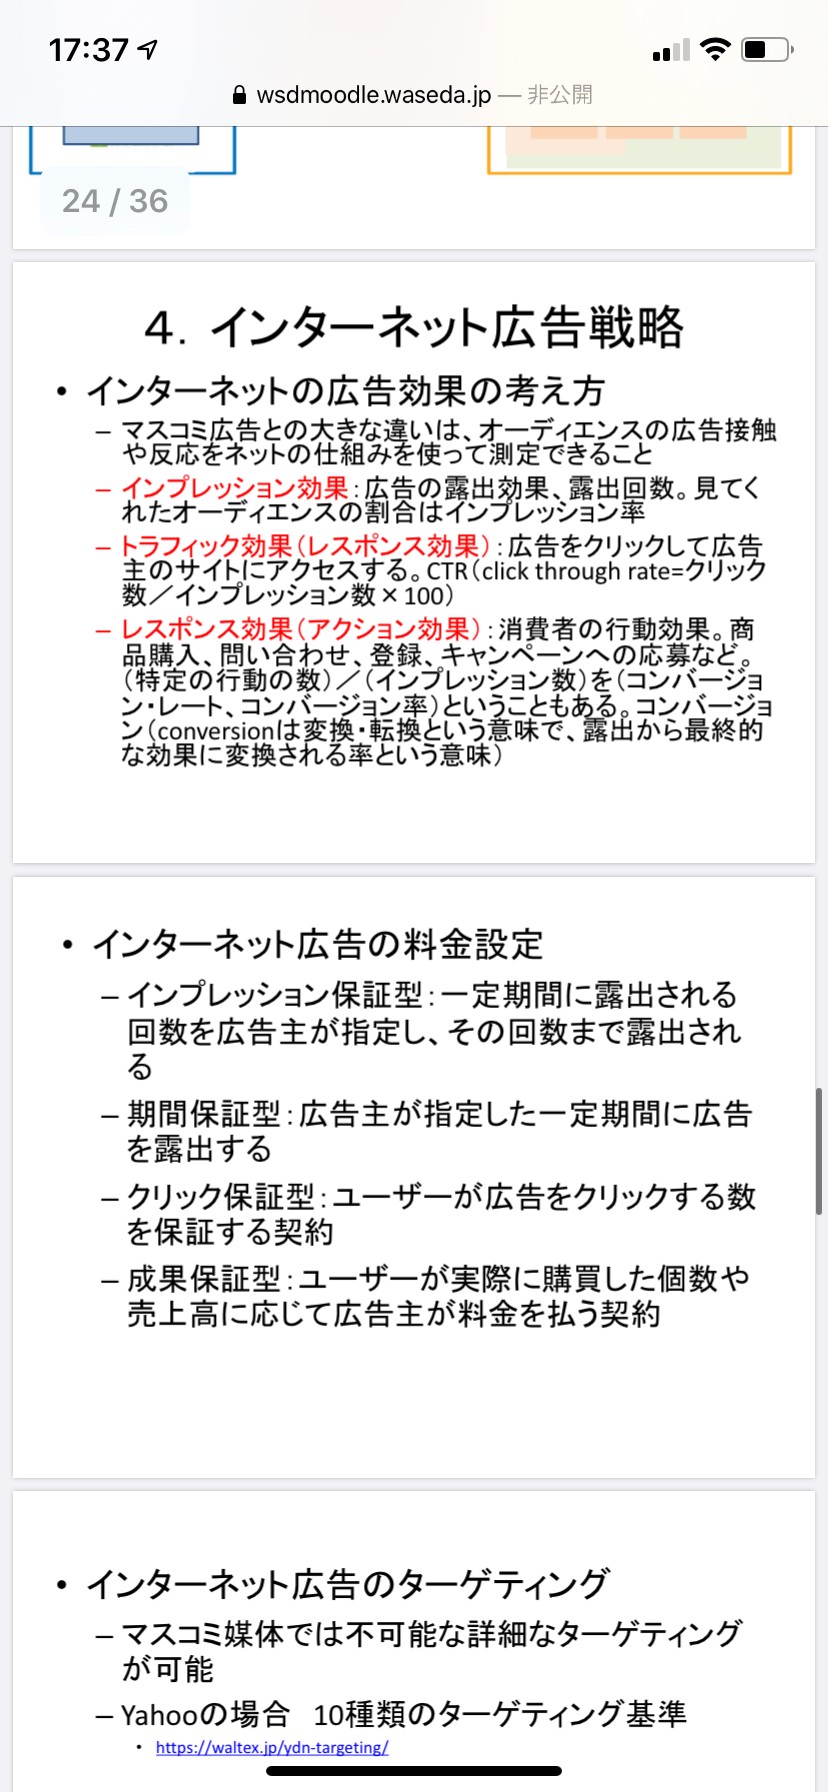 17:37
wsdmoodle.waseda.jp — 非公開
24 / 36
4．インターネット広告戦略
• インターネットの広告効果の考え方
– マスコミ広告との大きな違いは、オーディエンスの広告接触
や反応をネットの仕組みを使って測定できること
– インプレッション効果：広告の露出効果、露出回数。見てく
れたオーディエンスの割合はインプレッション率
– トラフィック効果（レスポンス効果）：広告をクリックして広告
主のサイトにアクセスする。CTR（click through rate=クリック
数／インプレッション数×100）
– レスポンス効果（アクション効果）：消費者の行動効果。商
品購入、問い合わせ、登録、キャンペーンへの応募など。
（特定の行動の数）／（インプレッション数）を（コンバージョ
ン・レート、コンバージョン率）ということもある。コンバージョ
ン（conversionは変換・転換という意味で、露出から最終的
な効果に変換される率という意味）
• インターネット広告の料金設定
– インプレッション保証型：一定期間に露出される
回数を広告主が指定し、その回数まで露出され
る
– 期間保証型：広告主が指定した一定期間に広告
を露出する
– クリック保証型：ユーザーが広告をクリックする数
を保証する契約
– 成果保証型：ユーザーが実際に購買した個数や
売上高に応じて広告主が料金を払う契約
• インターネット広告のターゲティング
– マスコミ媒体では不可能な詳細なターゲティング
が可能
– Yahooの場合　10種類のターゲティング基準
• https://waltex.jp/ydn-targeting/